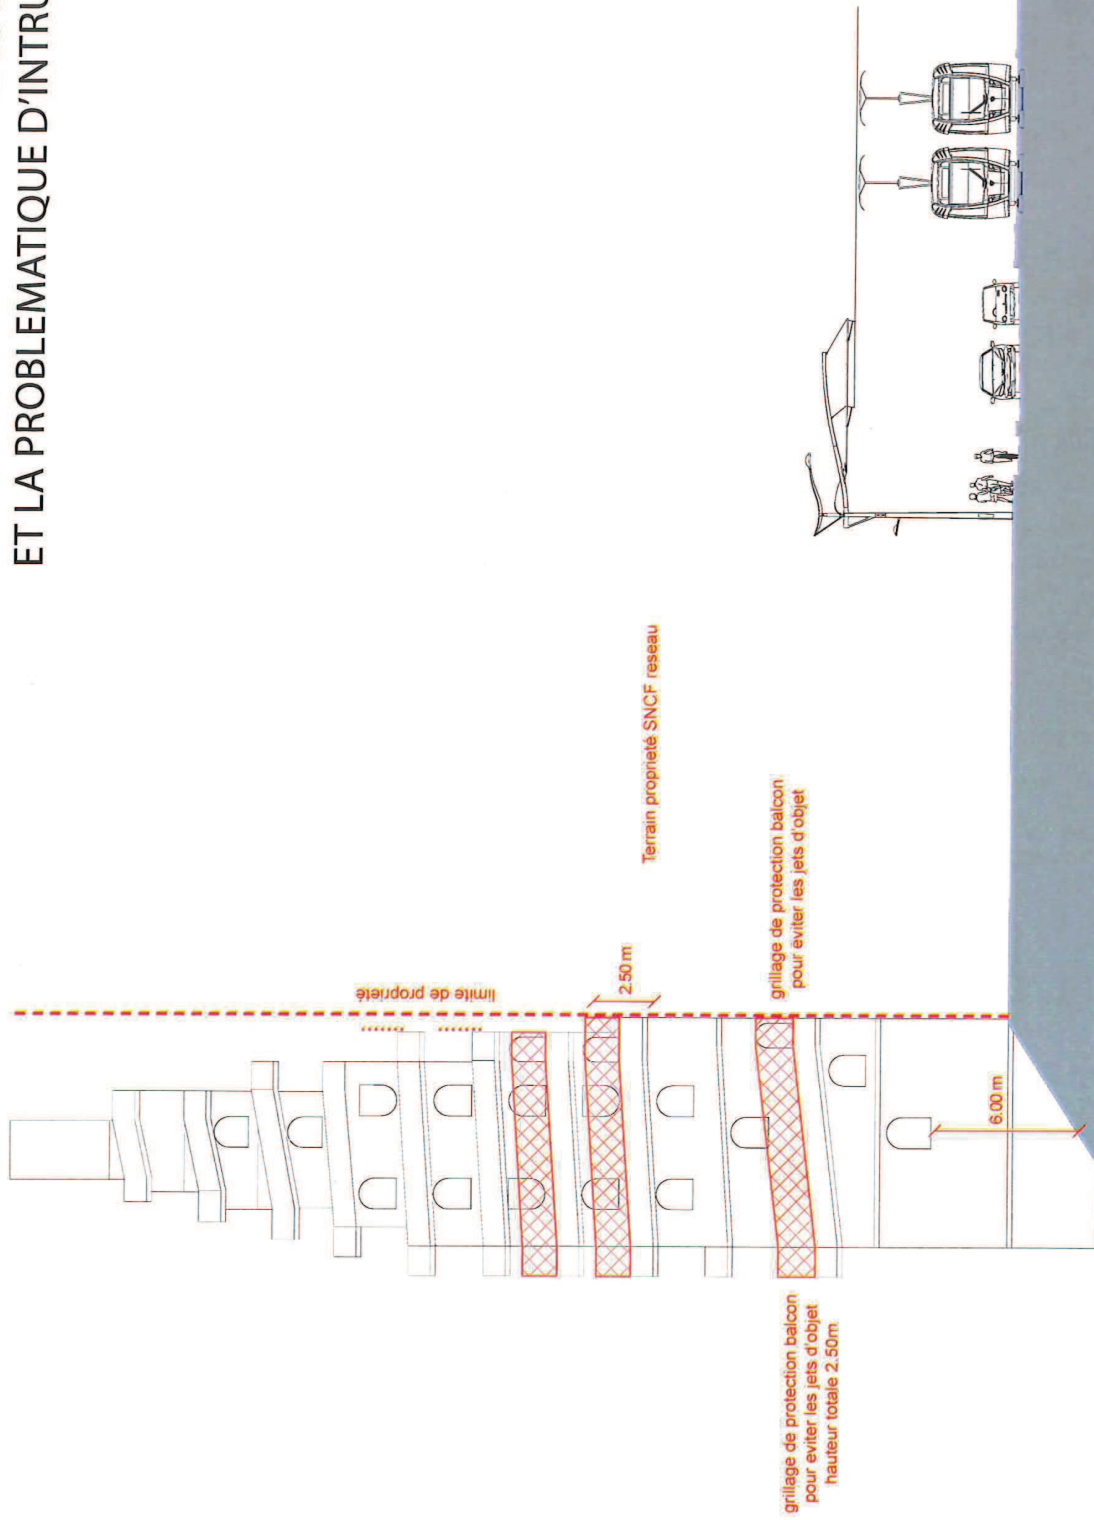 ET LA PROBLEMATIQUE D'INTRU
limite de propriété
2.50 m
Terrain propriété SNCF reseau
grillage de protection balcon
pour eviter les jets d'objet
hauteur totale 2.50m
grillage de protection balcon
pour éviter les jets d'objet
6.00 m